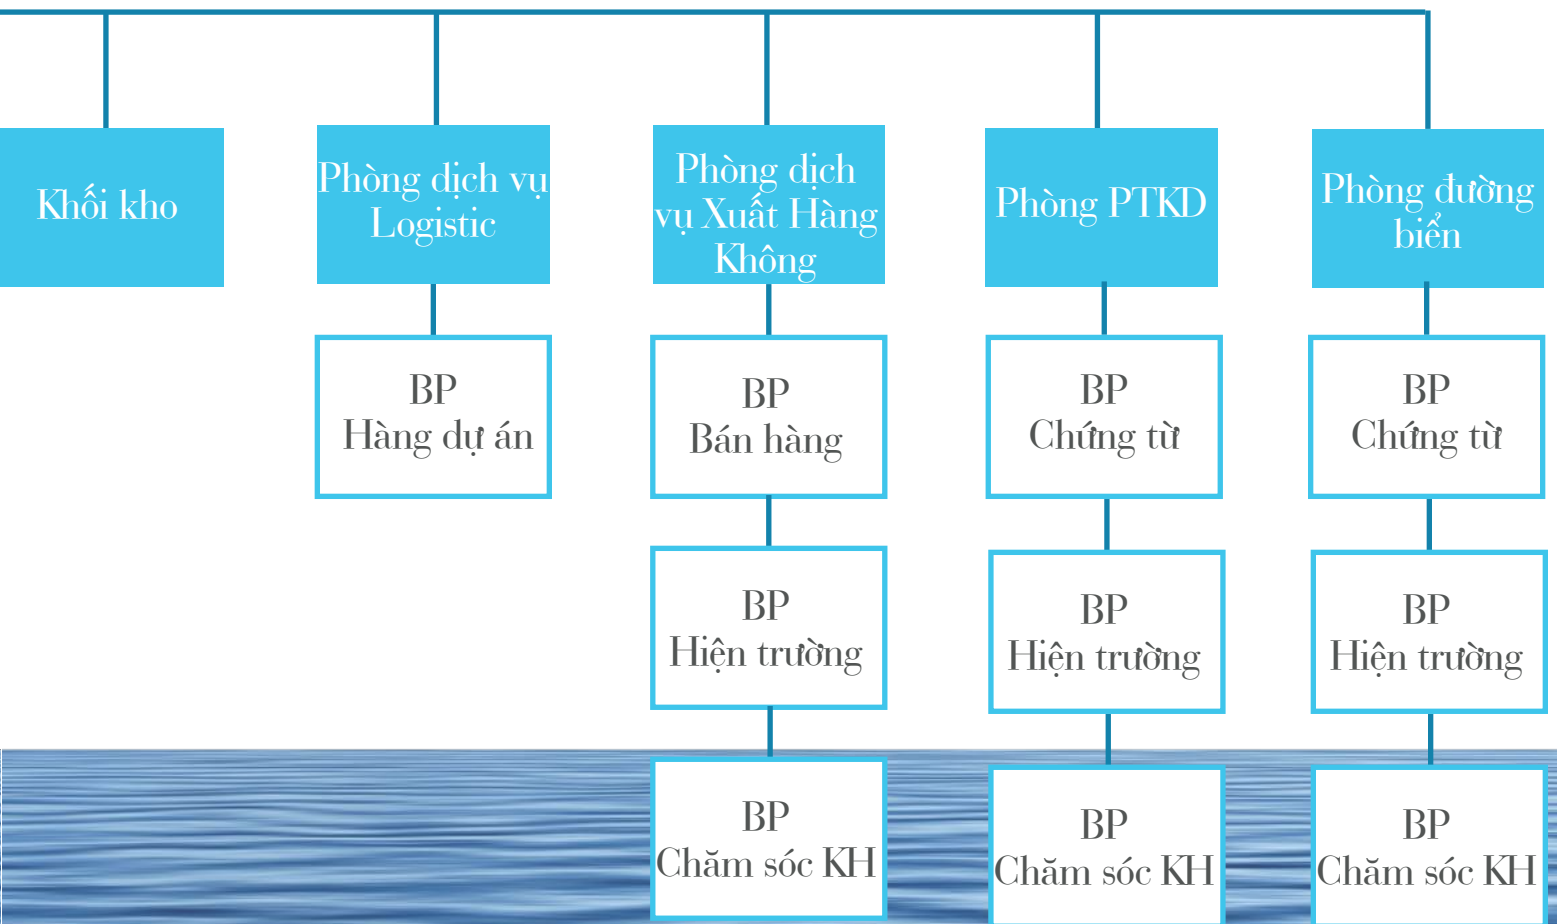 Khối kho
Phòng dịch vụ
Logistic
Phòng dịch
vụ Xuất Hàng
Không
Phòng PTKD
Phòng đường
biển
BP
Hàng dự án
BP
Bán hàng
BP
Chứng từ
BP
Chứng từ
BP
Hiện trường
BP
Hiện trường
BP
Hiện trường
BP
Chăm sóc KH
BP
Chăm sóc KH
BP
Chăm sóc KH